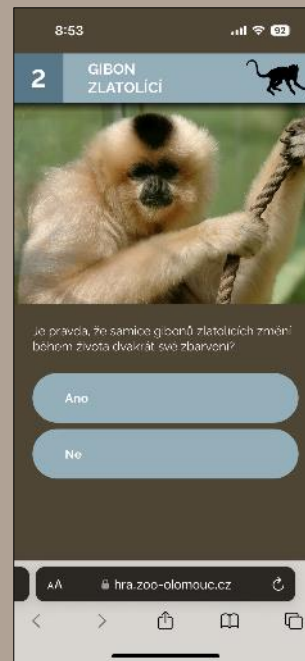 8:53
92
2
GIBON
ZLATOLÍCÍ
Je pravda, že samice gibonů zlatolících změní
během života dvakrát své zbarvení?
Ano
Ne
AA
hra.zoo-olomouc.cz